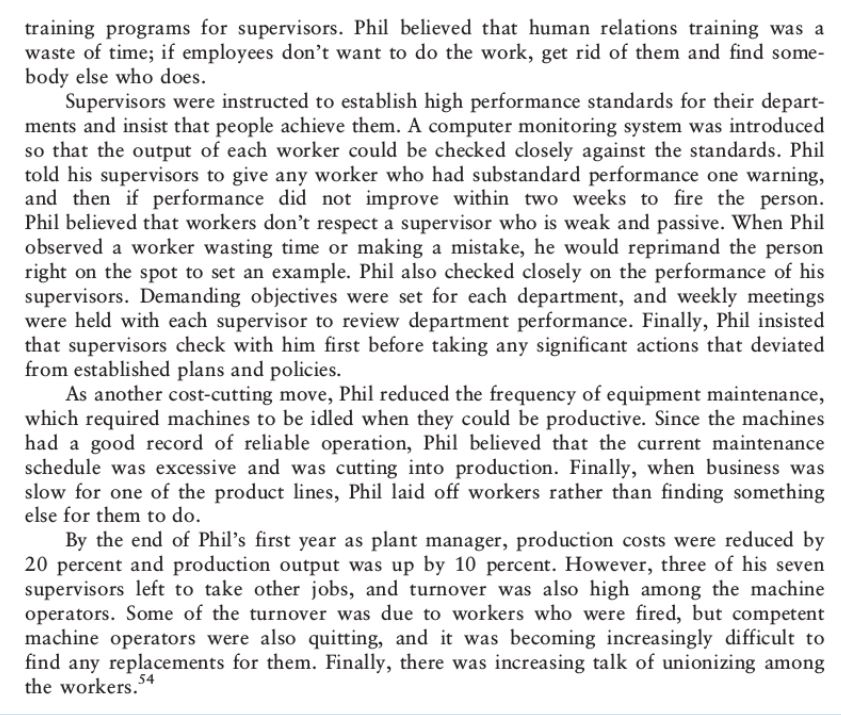 training programs for supervisors. Phil believed that human relations training was a
waste of time; if employees don’t want to do the work, get rid of them and find some-
body else who does.
Supervisors were instructed to establish high performance standards for their depart-
ments and insist that people achieve them. A computer monitoring system was introduced
so that the output of each worker could be checked closely against the standards. Phil
told his supervisors to give any worker who had substandard performance one warning,
and then if performance did not improve within two weeks to fire the person.
Phil believed that workers don’t respect a supervisor who is weak and passive. When Phil
observed a worker wasting time or making a mistake, he would reprimand the person
right on the spot to set an example. Phil also checked closely on the performance of his
supervisors. Demanding objectives were set for each department, and weekly meetings
were held with each supervisor to review department performance. Finally, Phil insisted
that supervisors check with him first before taking any significant actions that deviated
from established plans and policies.
As another cost-cutting move, Phil reduced the frequency of equipment maintenance,
which required machines to be idled when they could be productive. Since the machines
had a good record of reliable operation, Phil believed that the current maintenance
schedule was excessive and was cutting into production. Finally, when business was
slow for one of the product lines, Phil laid off workers rather than finding something
else for them to do.
By the end of Phil’s first year as plant manager, production costs were reduced by
20 percent and production output was up by 10 percent. However, three of his seven
supervisors left to take other jobs, and turnover was also high among the machine
operators. Some of the turnover was due to workers who were fired, but competent
machine operators were also quitting, and it was becoming increasingly difficult to
find any replacements for them. Finally, there was increasing talk of unionizing among
the workers.54